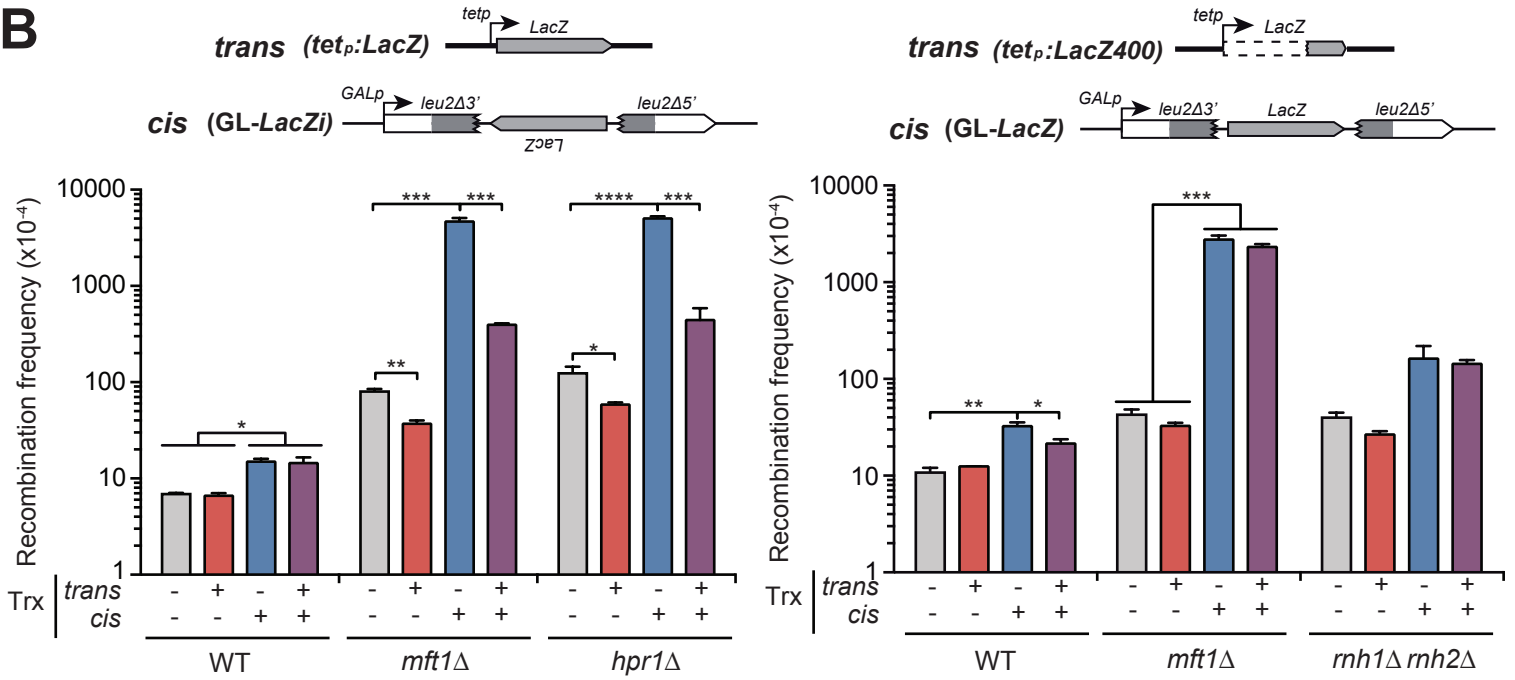 B
tetp LacZ
trans (tetp:LacZ)
GALp leu2Δ3' leu2Δ5'
cis (GL-LacZi)
LacZ
Recombination frequency (x10-4)
10000
1000
100
10
1
* ** *** *** * **** ***
Trx trans - + - + - + - + - + - +
cis - - + + - - + + - - + +
WT mft1Δ hpr1Δ
tetp LacZ
trans (tetp:LacZ400)
GALp leu2Δ3' LacZ leu2Δ5'
cis (GL-LacZ)
Recombination frequency (x10-4)
10000
1000
100
10
1
** * ***
Trx trans - + - + - + - + - + - +
cis - - + + - - + + - - + +
WT mft1Δ rnh1Δ rnh2Δ